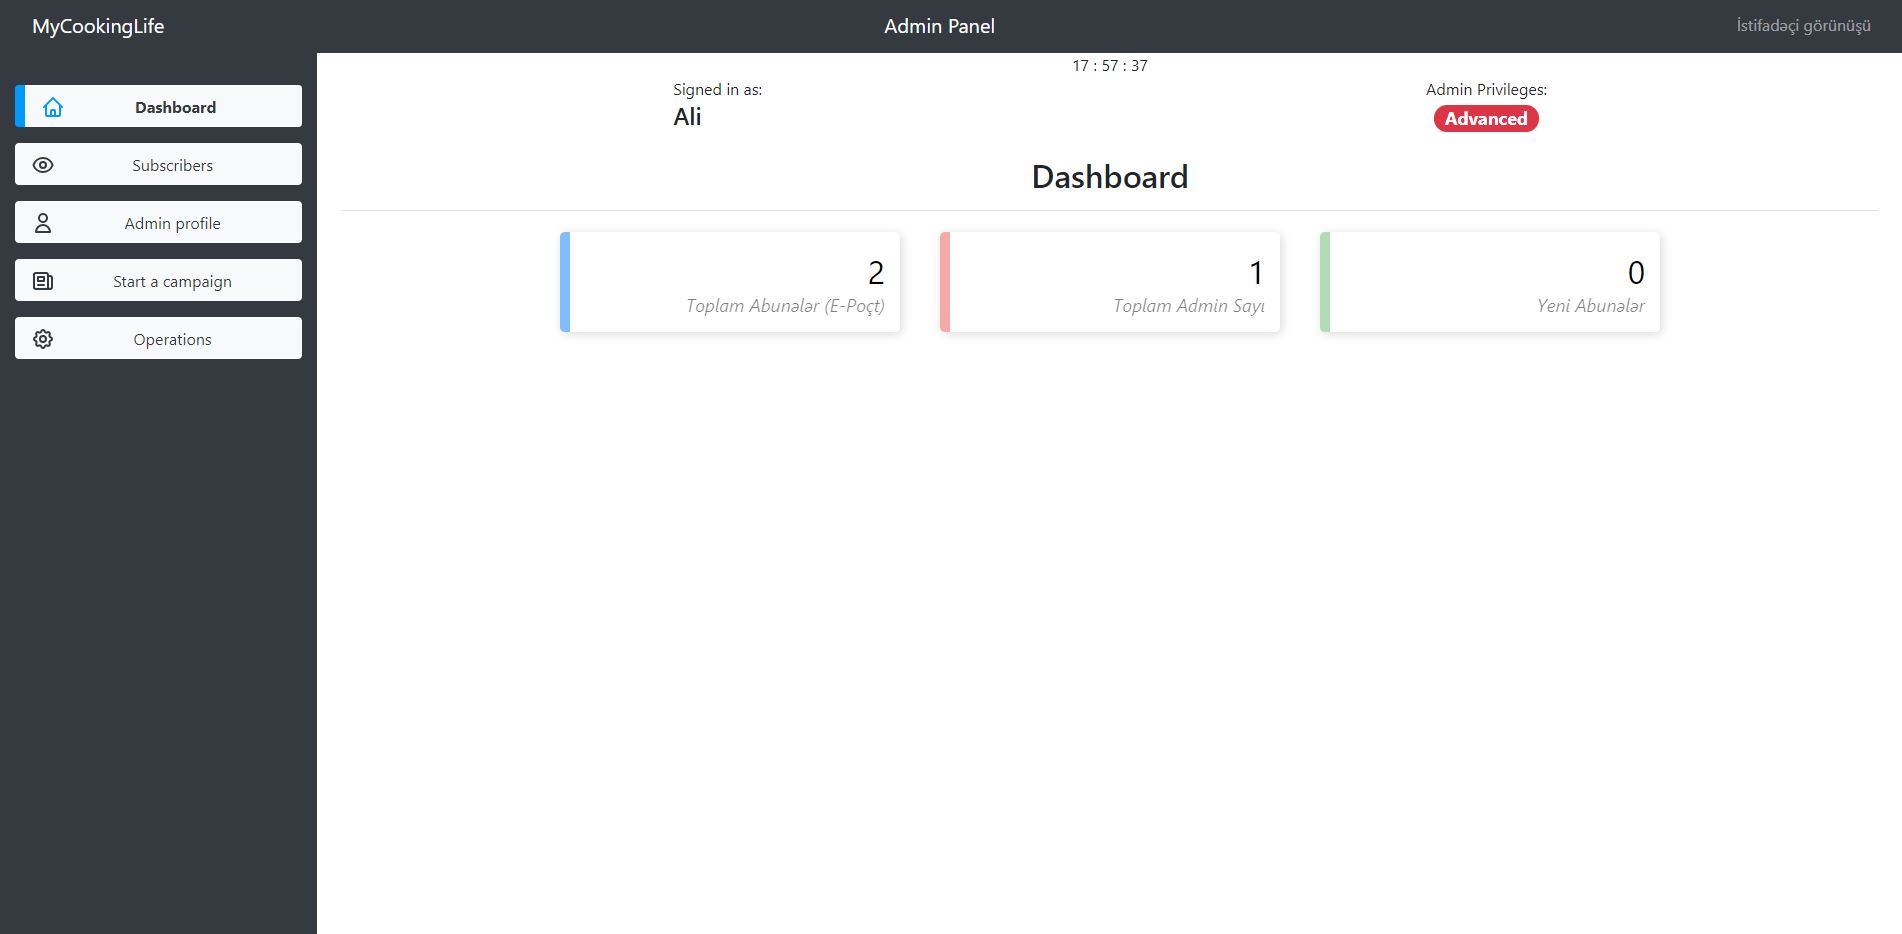 MyCookingLife
Admin Panel
İstifadəçi görünüşü
Dashboard
Subscribers
Admin profile
Start a campaign
Operations
17 : 57 : 37
Signed in as:
Ali
Admin Privileges:
Advanced
Dashboard
2
Toplam Abunələr (E-Poçt)
1
Toplam Admin Sayı
0
Yeni Abunələr